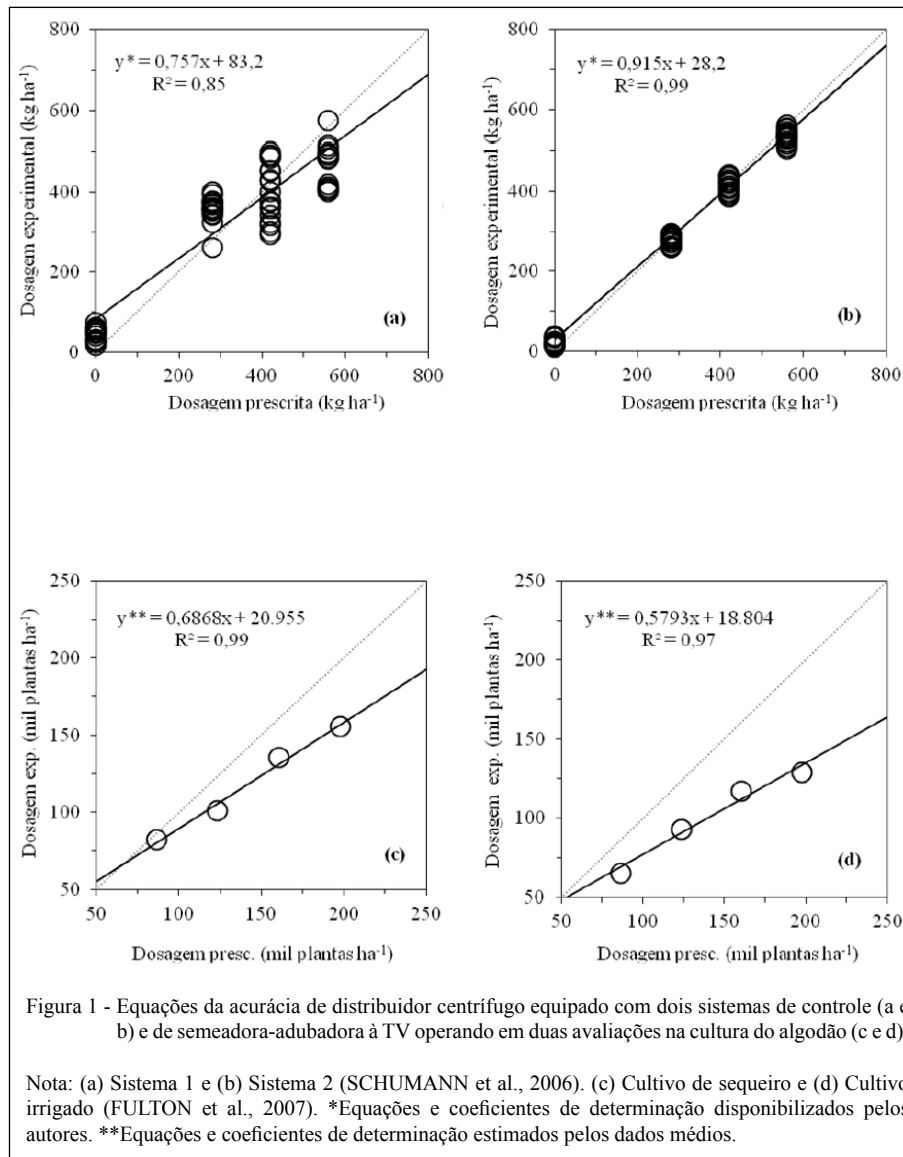 800
y* = 0,757x + 83,2
R² = 0,85
600
400
200
0
Dosagem experimental (kg ha⁻¹)
(a)
0 200 400 600 800
Dosagem prescrita (kg ha⁻¹)
800
y* = 0,915x + 28,2
R² = 0,99
600
400
200
0
Dosagem experimental (kg ha⁻¹)
(b)
0 200 400 600 800
Dosagem prescrita (kg ha⁻¹)
250
y** = 0,6868x + 20.955
R² = 0,99
200
150
100
50
Dosagem exp. (mil plantas ha⁻¹)
(c)
50 100 150 200 250
Dosagem presc. (mil plantas ha⁻¹)
250
y** = 0,5793x + 18.804
R² = 0,97
200
150
100
50
Dosagem exp. (mil plantas ha⁻¹)
(d)
50 100 150 200 250
Dosagem presc. (mil plantas ha⁻¹)
Figura 1 - Equações da acurácia de distribuidor centrífugo equipado com dois sistemas de controle (a e
b) e de semeadora-adubadora à TV operando em duas avaliações na cultura do algodão (c e d)
Nota: (a) Sistema 1 e (b) Sistema 2 (SCHUMANN et al., 2006). (c) Cultivo de sequeiro e (d) Cultivo
irrigado (FULTON et al., 2007). *Equações e coeficientes de determinação disponibilizados pelos
autores. **Equações e coeficientes de determinação estimados pelos dados médios.